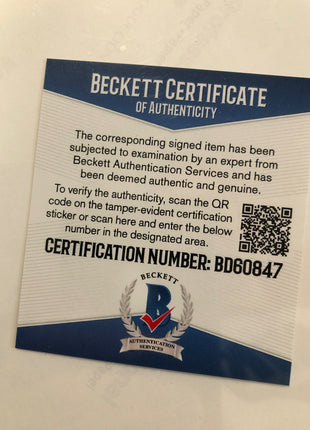 BECKETT CERTIFICATE
OF AUTHENTICITY
The corresponding signed item has been
subjected to examination by an expert from
Beckett Authentication Services and has
been deemed authentic and genuine.
To verify the authenticity, scan the QR
code on the tamper-evident certification
sticker or scan here and enter the below
number in the designated area.
CERTIFICATION NUMBER: BD60847
BECKETT
B
AUTHENTICATION
SERVICES